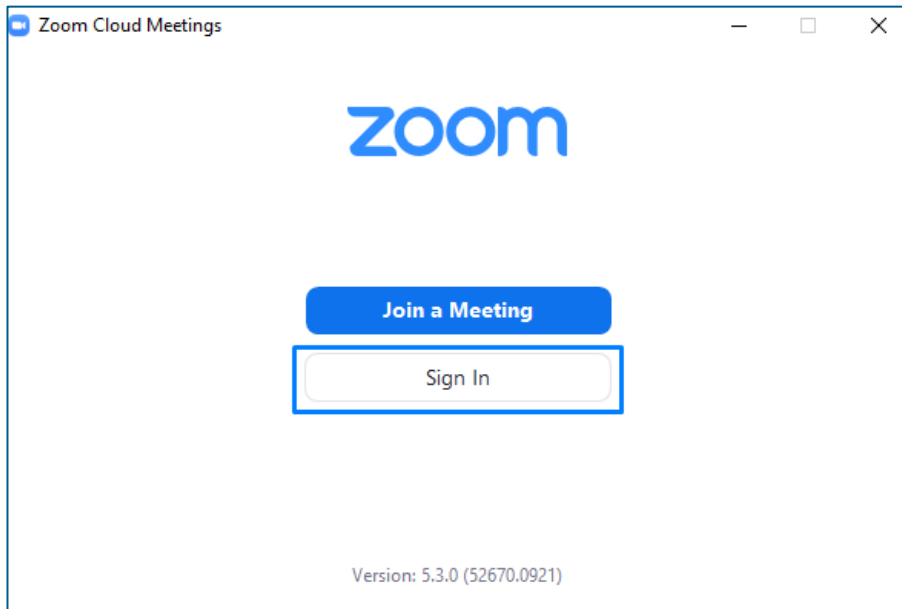 Zoom Cloud Meetings
zoom
Join a Meeting
Sign In
Version: 5.3.0 (52670.0921)